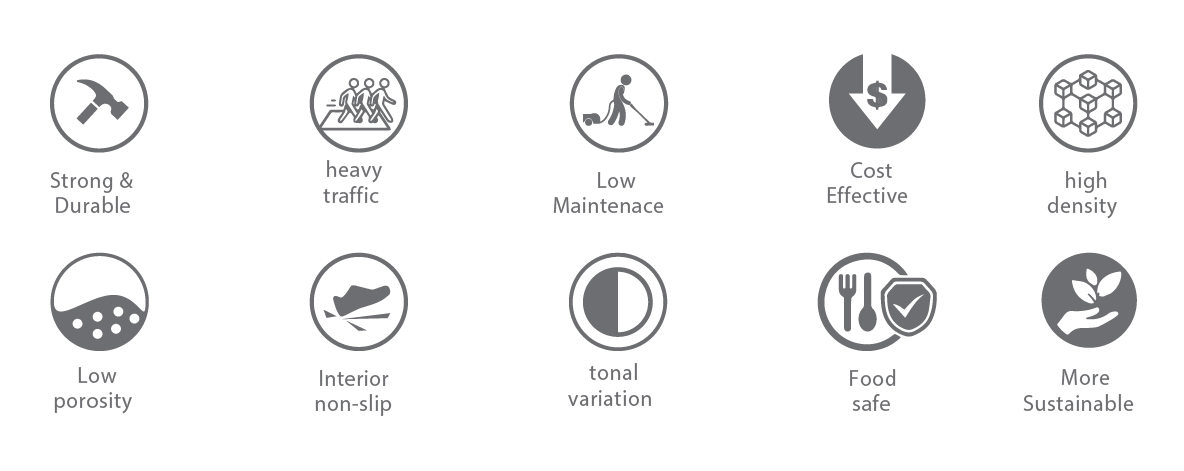 $
Strong &
Durable
heavy
traffic
Low
Maintenace
Cost
Effective
high
density
Low
porosity
Interior
non-slip
tonal
variation
Food
safe
More
Sustainable